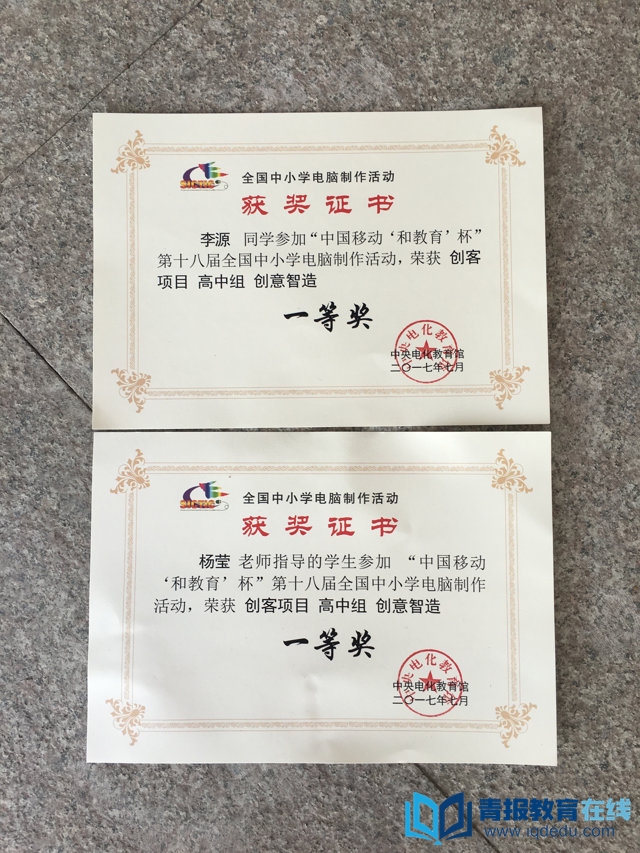 全国中小学电脑制作活动
获奖证书
李源 同学参加“中国移动‘和教育’杯”
第十八届全国中小学电脑制作活动，荣获 创客
项目 高中组 创意智造
一等奖
中央电化教育馆
二〇一七年七月
全国中小学电脑制作活动
获奖证书
杨莹 老师指导的学生参加 “中国移动
‘和教育’杯”第十八届全国中小学电脑制作
活动，荣获 创客项目 高中组 创意智造
一等奖
中央电化教育馆
二〇一七年七月
青报教育在线
www.iqdedu.com